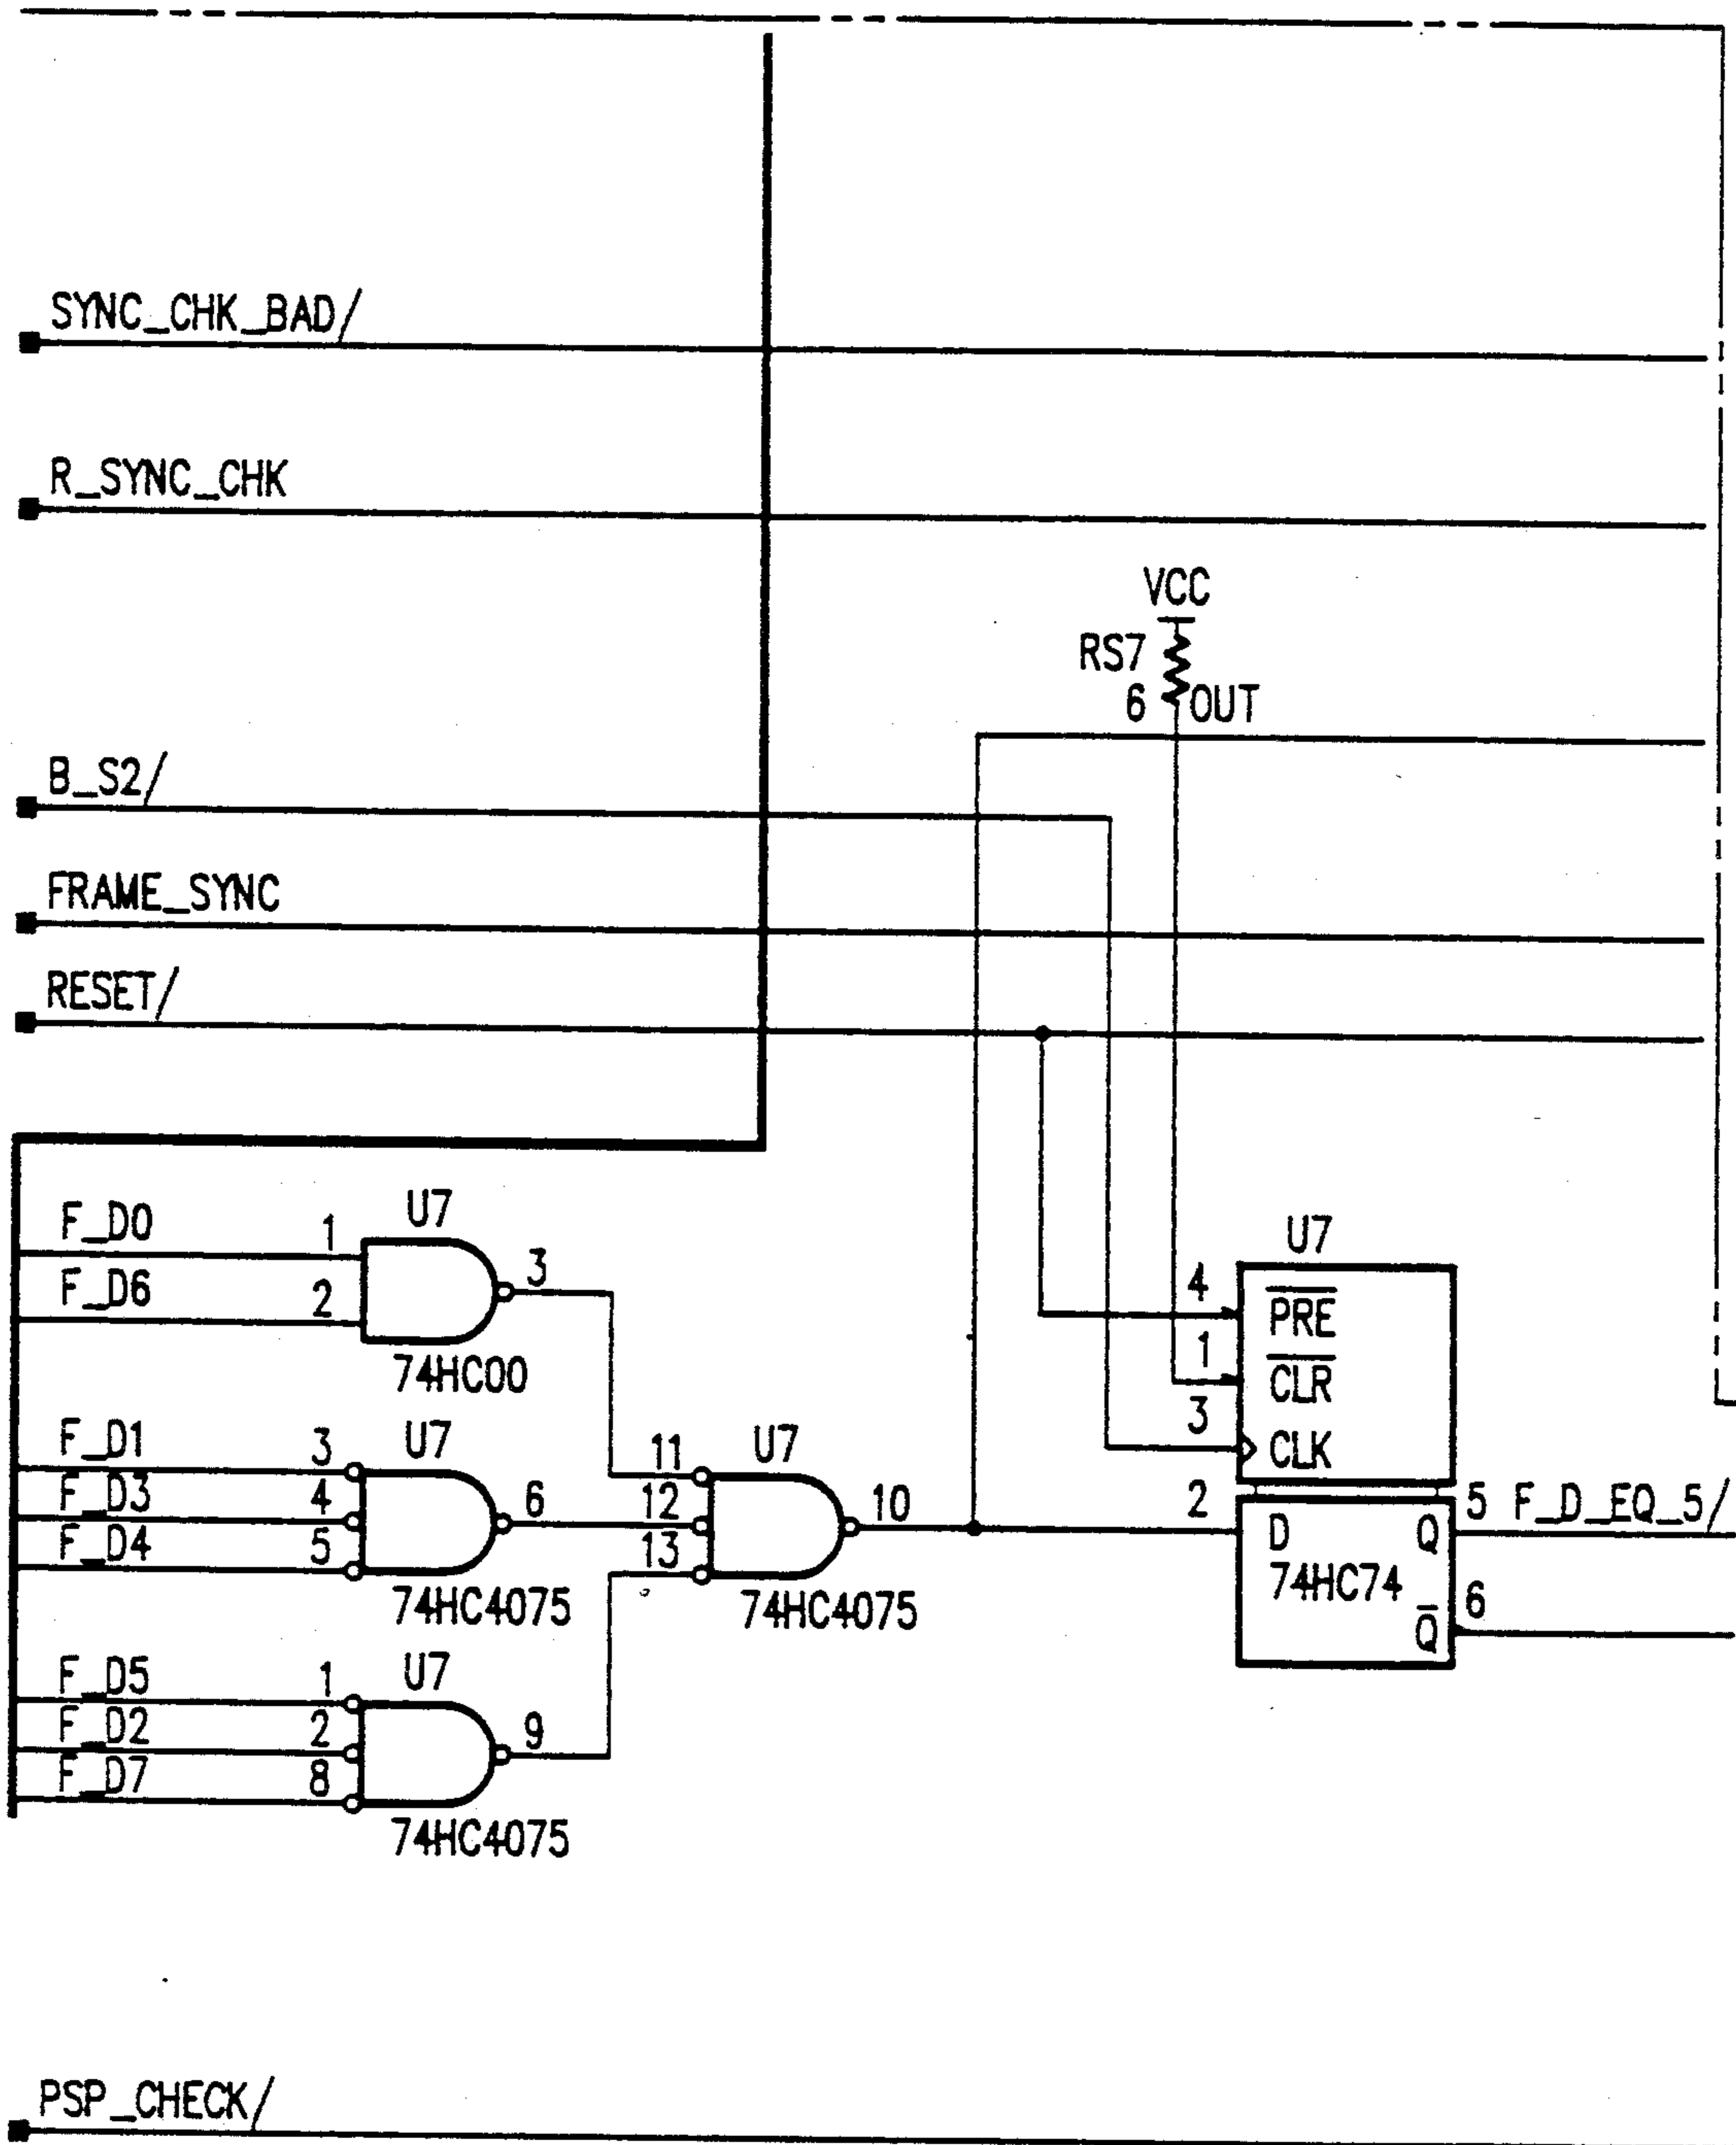 SYNC_CHK_BAD/
R_SYNC_CHK
VCC
RS7
6 OUT
B_S2/
FRAME_SYNC
RESET/
F_D0 1 U7
3
F_D6 2
74HC00
U7
4 PRE
1 CLR
3 CLK
F_D1 3 U7
F_D3 4 6
F_D4 5
74HC4075
11 U7
12 10
13
74HC4075
2 D Q 5 F_D_EQ_5/
74HC74
Q 6
F_D5 1 U7
F_D2 2 9
F_D7 8
74HC4075
PSP_CHECK/